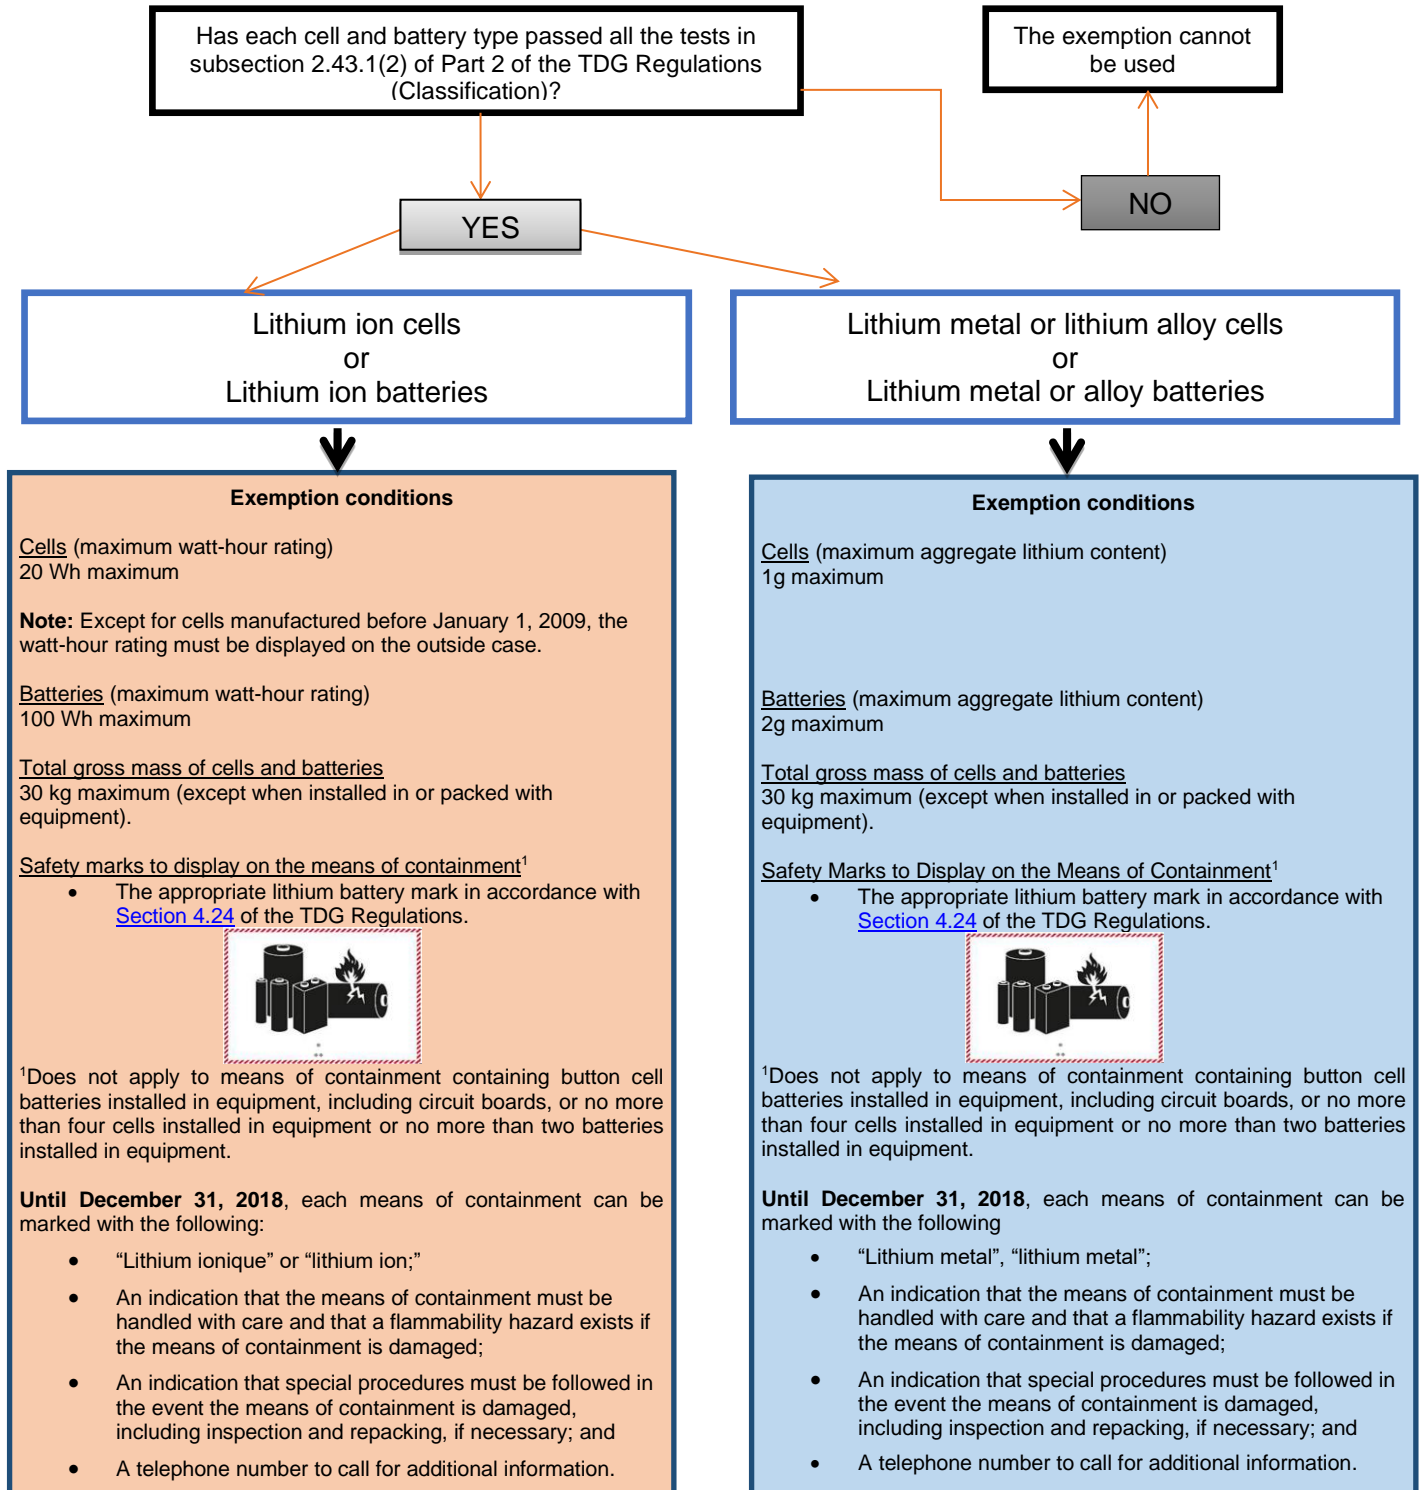 Has each cell and battery type passed all the tests in
subsection 2.43.1(2) of Part 2 of the TDG Regulations
(Classification)?
The exemption cannot
be used
NO
YES
Lithium ion cells
or
Lithium ion batteries
Lithium metal or lithium alloy cells
or
Lithium metal or alloy batteries
Exemption conditions
Cells (maximum watt-hour rating)
20 Wh maximum
Note: Except for cells manufactured before January 1, 2009, the
watt-hour rating must be displayed on the outside case.
Batteries (maximum watt-hour rating)
100 Wh maximum
Total gross mass of cells and batteries
30 kg maximum (except when installed in or packed with
equipment).
Safety marks to display on the means of containment1
• The appropriate lithium battery mark in accordance with
Section 4.24 of the TDG Regulations.
1Does not apply to means of containment containing button cell
batteries installed in equipment, including circuit boards, or no more
than four cells installed in equipment or no more than two batteries
installed in equipment.
Until December 31, 2018, each means of containment can be
marked with the following:
• “Lithium ionique” or “lithium ion;”
• An indication that the means of containment must be
handled with care and that a flammability hazard exists if
the means of containment is damaged;
• An indication that special procedures must be followed in
the event the means of containment is damaged,
including inspection and repacking, if necessary; and
• A telephone number to call for additional information.
Exemption conditions
Cells (maximum aggregate lithium content)
1g maximum
Batteries (maximum aggregate lithium content)
2g maximum
Total gross mass of cells and batteries
30 kg maximum (except when installed in or packed with
equipment).
Safety Marks to Display on the Means of Containment1
• The appropriate lithium battery mark in accordance with
Section 4.24 of the TDG Regulations.
1Does not apply to means of containment containing button cell
batteries installed in equipment, including circuit boards, or no more
than four cells installed in equipment or no more than two batteries
installed in equipment.
Until December 31, 2018, each means of containment can be
marked with the following
• “Lithium metal”, “lithium metal”;
• An indication that the means of containment must be
handled with care and that a flammability hazard exists if
the means of containment is damaged;
• An indication that special procedures must be followed in
the event the means of containment is damaged,
including inspection and repacking, if necessary; and
• A telephone number to call for additional information.